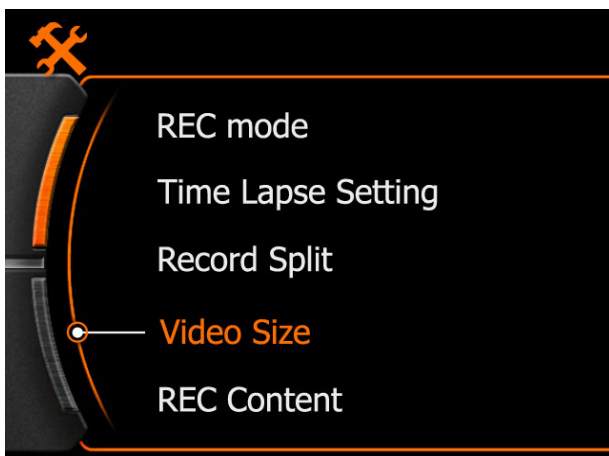 REC mode
Time Lapse Setting
Record Split
Video Size
REC Content